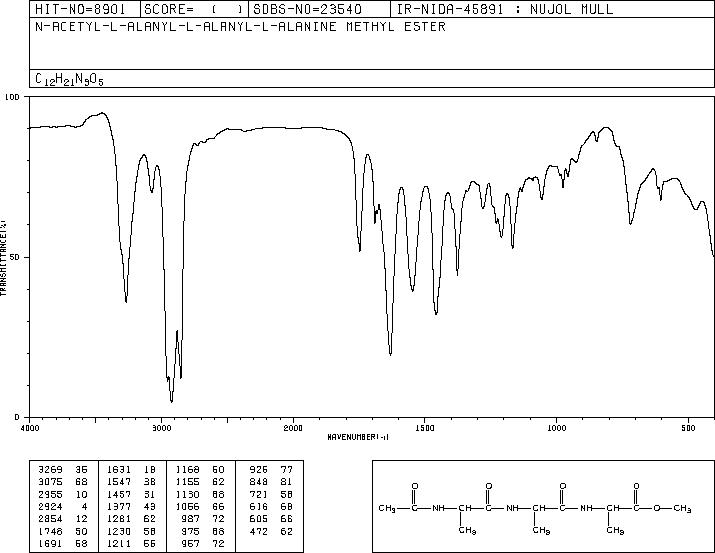 HIT-NO=8901 SCORE= ( ) SDBS-NO=23540 IR-NIDA-45891 : NUJOL MULL
N-ACETYL-L-ALANYL-L-ALANYL-L-ALANINE METHYL ESTER
C12H21N3O5
100
TRANSMITTANCE(%)
50
0
4000 3000 2000 1500 1000 500
WAVENUMBER(-1)
3269 35 1631 18 1168 50 926 77
3075 68 1547 38 1155 62 848 81
2955 10 1457 31 1130 68 721 58
2924 4 1377 43 1056 66 616 68
2854 12 1281 62 987 72 605 66
1748 50 1230 58 975 68 472 62
1691 58 1211 55 957 72
O O O O
CH3 C NH CH C NH CH C NH CH C O CH3
CH3 CH3 CH3